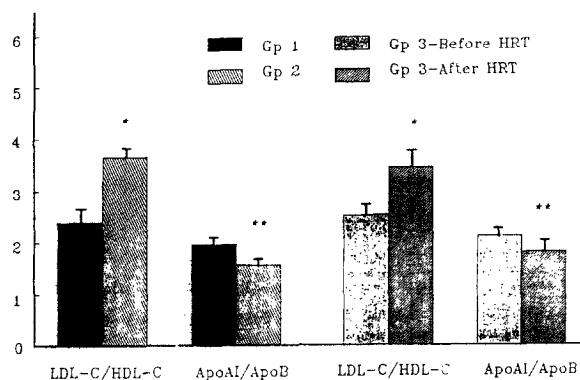 6
5
4
3
2
1
0
Gp 1
Gp 2
Gp 3-Before HRT
Gp 3-After HRT
*
**
*
**
LDL-C/HDL-C ApoAI/ApoB LDL-C/HDL-C ApoAI/ApoB